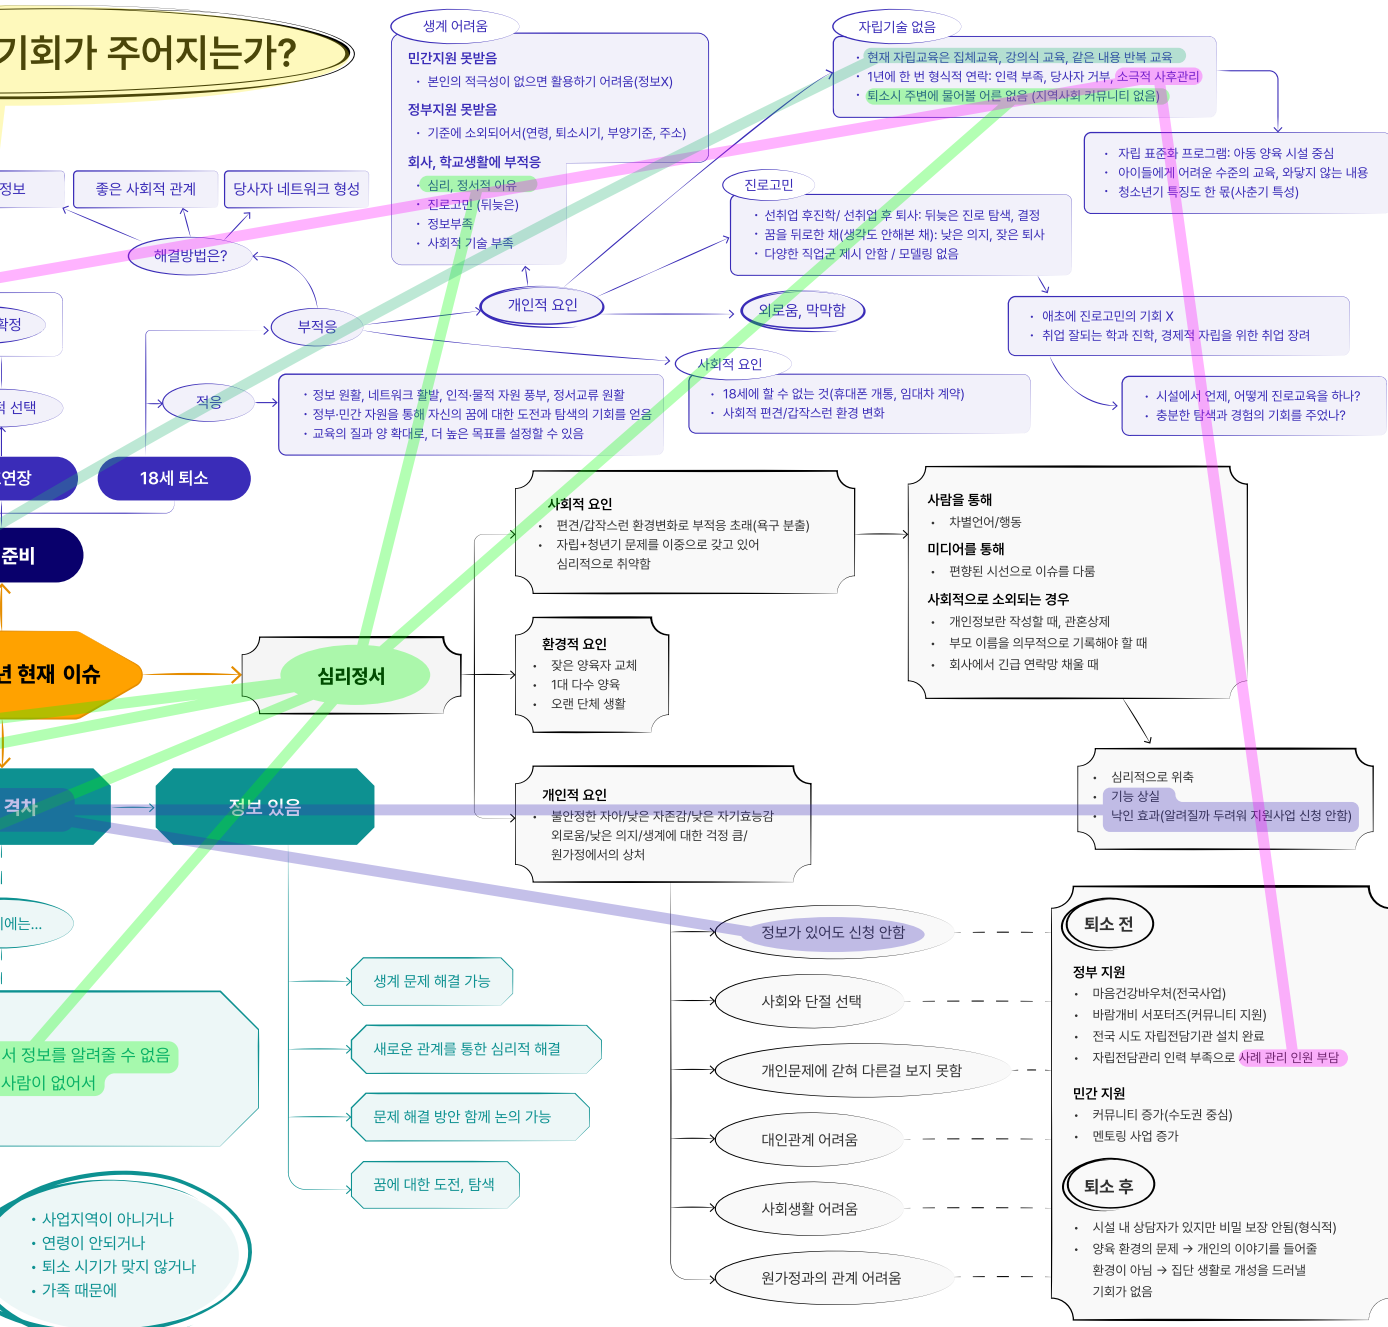 기회가 주어지는가?
생계 어려움
민간지원 못받음
· 본인의 적극성이 없으면 활용하기 어려움(정보X)
정부지원 못받음
· 기준에 소외되어서(연령, 퇴소시기, 부양기준, 주소)
회사, 학교생활에 부적응
· 심리, 정서적 이유
· 진로고민 (뒤늦은)
· 정보부족
· 사회적 기술 부족
자립기술 없음
· 현재 자립교육은 집체교육, 강의식 교육, 같은 내용 반복 교육
· 1년에 한 번 형식적 연락: 인력 부족, 당사자 거부, 소극적 사후관리
· 퇴소시 주변에 물어볼 어른 없음 (지역사회 커뮤니티 없음)
· 자립 표준화 프로그램: 아동 양육 시설 중심
· 아이들에게 어려운 수준의 교육, 와닿지 않는 내용
· 청소년기 특징도 한 몫(사춘기 특성)
정보
좋은 사회적 관계
당사자 네트워크 형성
해결방법은?
진로고민
· 선취업 후진학/ 선취업 후 퇴사: 뒤늦은 진로 탐색, 결정
· 꿈을 뒤로한 채(생각도 안해본 채): 낮은 의지, 잦은 퇴사
· 다양한 직업군 제시 안함 / 모델링 없음
개인적 요인
외로움, 막막함
부적응
확정
· 애초에 진로고민의 기회 X
· 취업 잘되는 학과 진학, 경제적 자립을 위한 취업 장려
사회적 요인
· 18세에 할 수 없는 것(휴대폰 개통, 임대차 계약)
· 사회적 편견/갑작스런 환경 변화
· 시설에서 언제, 어떻게 진로교육을 하나?
· 충분한 탐색과 경험의 기회를 주었나?
적 선택
적응
· 정보 원활, 네트워크 활발, 인적·물적 자원 풍부, 정서교류 원활
· 정부·민간 자원을 통해 자신의 꿈에 대한 도전과 탐색의 기회를 얻음
· 교육의 질과 양 확대로, 더 높은 목표를 설정할 수 있음
연장
18세 퇴소
준비
년 현재 이슈
심리정서
사회적 요인
• 편견/갑작스런 환경변화로 부적응 초래(욕구 분출)
• 자립+청년기 문제를 이중으로 갖고 있어
심리적으로 취약함
환경적 요인
• 잦은 양육자 교체
• 1대 다수 양육
• 오랜 단체 생활
개인적 요인
• 불안정한 자아/낮은 자존감/낮은 자기효능감
외로움/낮은 의지/생계에 대한 걱정 큼/
원가정에서의 상처
사람을 통해
• 차별언어/행동
미디어를 통해
• 편향된 시선으로 이슈를 다룸
사회적으로 소외되는 경우
• 개인정보란 작성할 때, 관혼상제
• 부모 이름을 의무적으로 기록해야 할 때
• 회사에서 긴급 연락망 채울 때
• 심리적으로 위축
• 기능 상실
• 낙인 효과(알려질까 두려워 지원사업 신청 안함)
격차
정보 있음
에는...
서 정보를 알려줄 수 없음
사람이 없어서
· 사업지역이 아니거나
· 연령이 안되거나
· 퇴소 시기가 맞지 않거나
· 가족 때문에
생계 문제 해결 가능
새로운 관계를 통한 심리적 해결
문제 해결 방안 함께 논의 가능
꿈에 대한 도전, 탐색
정보가 있어도 신청 안함
사회와 단절 선택
개인문제에 갇혀 다른걸 보지 못함
대인관계 어려움
사회생활 어려움
원가정과의 관계 어려움
퇴소 전
정부 지원
• 마음건강바우처(전국사업)
• 바람개비 서포터즈(커뮤니티 지원)
• 전국 시도 자립전담기관 설치 완료
• 자립전담관리 인력 부족으로 사례 관리 인원 부담
민간 지원
• 커뮤니티 증가(수도권 중심)
• 멘토링 사업 증가
퇴소 후
• 시설 내 상담자가 있지만 비밀 보장 안됨(형식적)
• 양육 환경의 문제 → 개인의 이야기를 들어줄
환경이 아님 → 집단 생활로 개성을 드러낼
기회가 없음